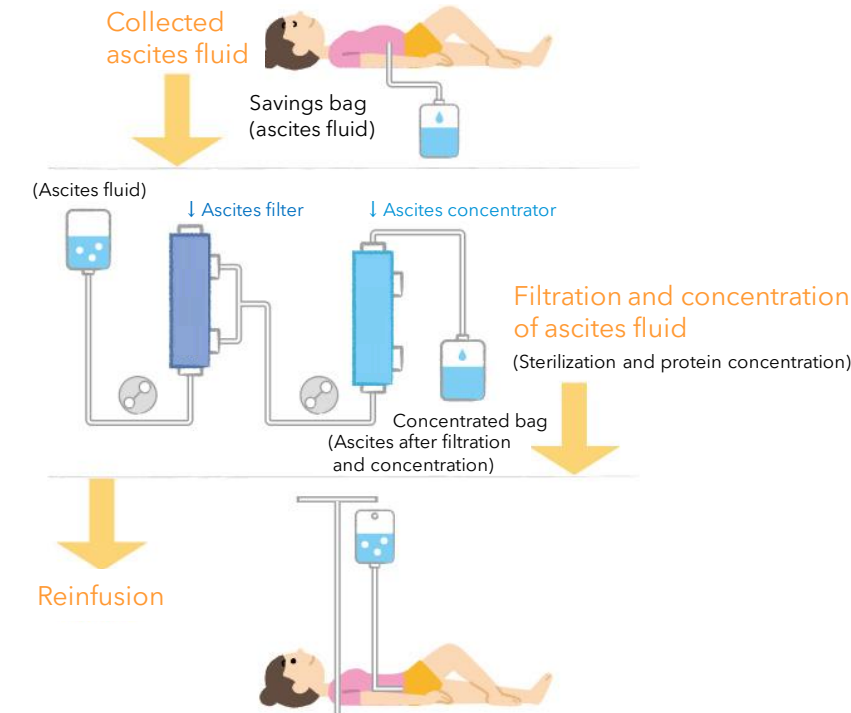 Collected
ascites fluid
Savings bag
(ascites fluid)
(Ascites fluid)
↓ Ascites filter
↓ Ascites concentrator
Filtration and concentration
of ascites fluid
(Sterilization and protein concentration)
Concentrated bag
(Ascites after filtration
and concentration)
Reinfusion